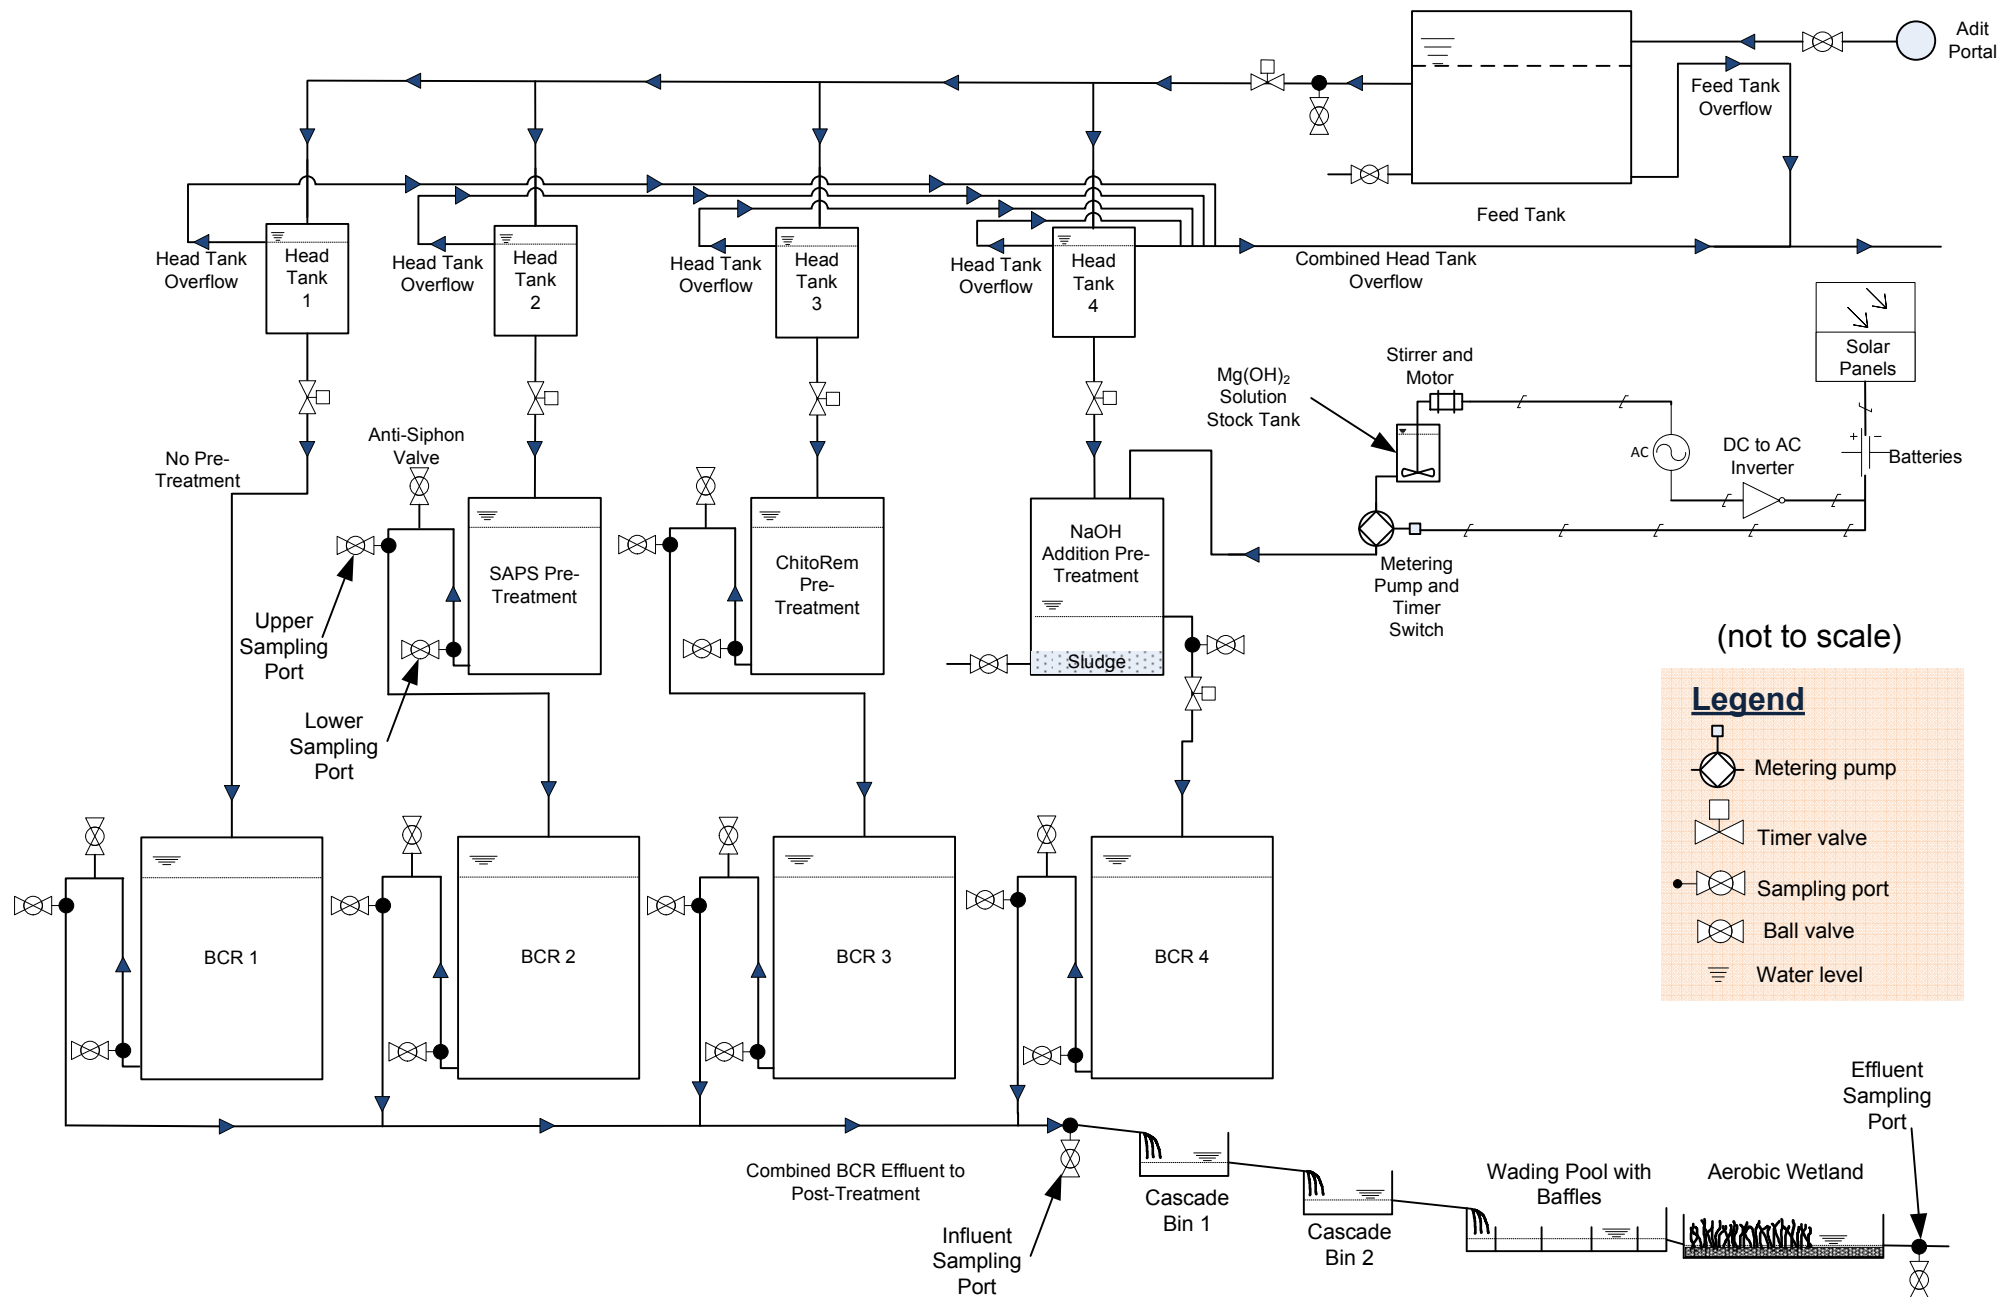 Adit
Portal
Feed Tank
Overflow
Feed Tank
Head Tank
Overflow
Head
Tank
1
Head Tank
Overflow
Head
Tank
2
Head Tank
Overflow
Head
Tank
3
Head Tank
Overflow
Head
Tank
4
Combined Head Tank
Overflow
Solar
Panels
Stirrer and
Motor
Mg(OH)₂
Solution
Stock Tank
AC
DC to AC
Inverter
+ -
Batteries
Metering
Pump and
Timer
Switch
No Pre-
Treatment
Anti-Siphon
Valve
SAPS Pre-
Treatment
ChitoRem
Pre-
Treatment
NaOH
Addition Pre-
Treatment
Sludge
Upper
Sampling
Port
Lower
Sampling
Port
(not to scale)
Legend
Metering pump
Timer valve
Sampling port
Ball valve
Water level
BCR 1
BCR 2
BCR 3
BCR 4
Combined BCR Effluent to
Post-Treatment
Influent
Sampling
Port
Cascade
Bin 1
Cascade
Bin 2
Wading Pool with
Baffles
Aerobic Wetland
Effluent
Sampling
Port